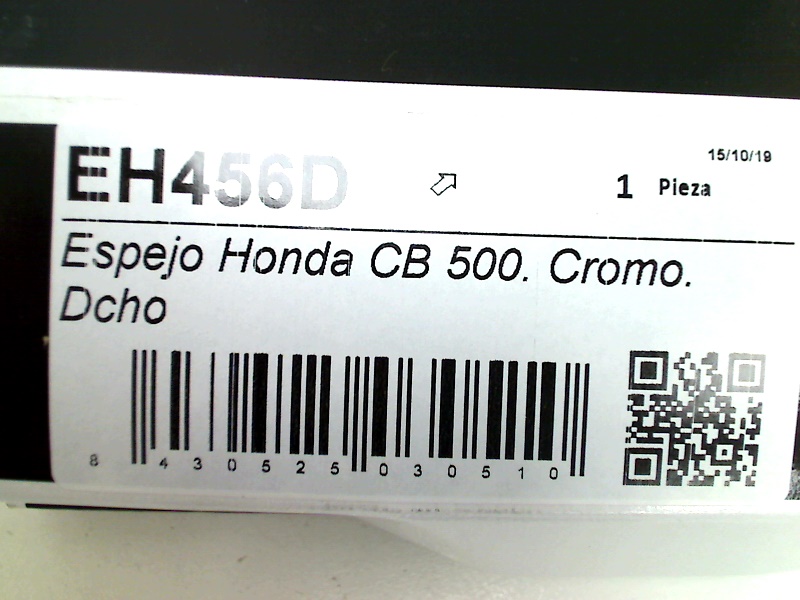 15/10/19
EH456D
1 Pieza
Espejo Honda CB 500. Cromo.
Dcho
8 430525 030510